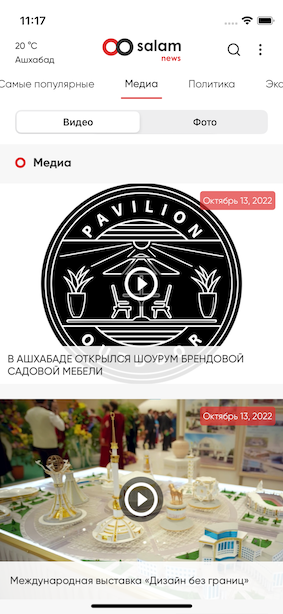 11:17
20 °C
Ашхабад
salam
news
Самые популярные Медиа Политика Эко
Видео Фото
Медиа
Октябрь 13, 2022
PAVILION
В АШХАБАДЕ ОТКРЫЛСЯ ШОУРУМ БРЕНДОВОЙ
САДОВОЙ МЕБЕЛИ
Октябрь 13, 2022
Международная выставка «Дизайн без границ»